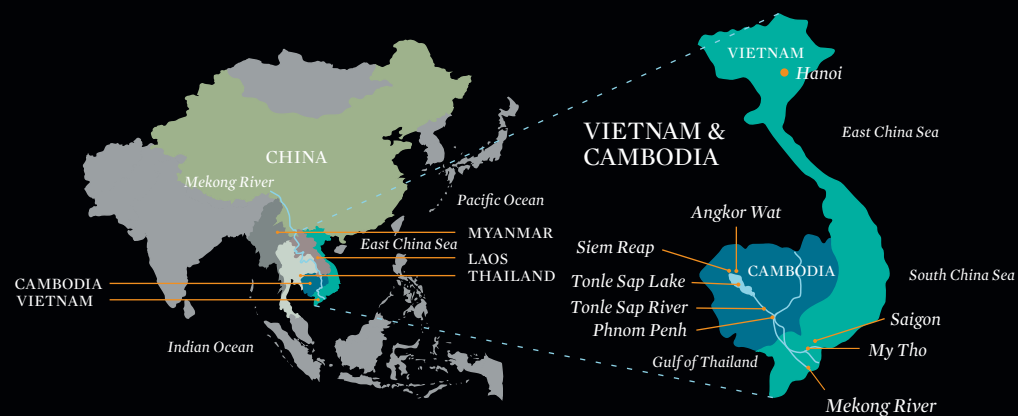 CHINA
Mekong River
Pacific Ocean
East China Sea
MYANMAR
LAOS
THAILAND
CAMBODIA
VIETNAM
Indian Ocean
VIETNAM
Hanoi
VIETNAM &
CAMBODIA
East China Sea
Angkor Wat
Siem Reap
CAMBODIA
Tonle Sap Lake
South China Sea
Tonle Sap River
Phnom Penh
Saigon
My Tho
Gulf of Thailand
Mekong River